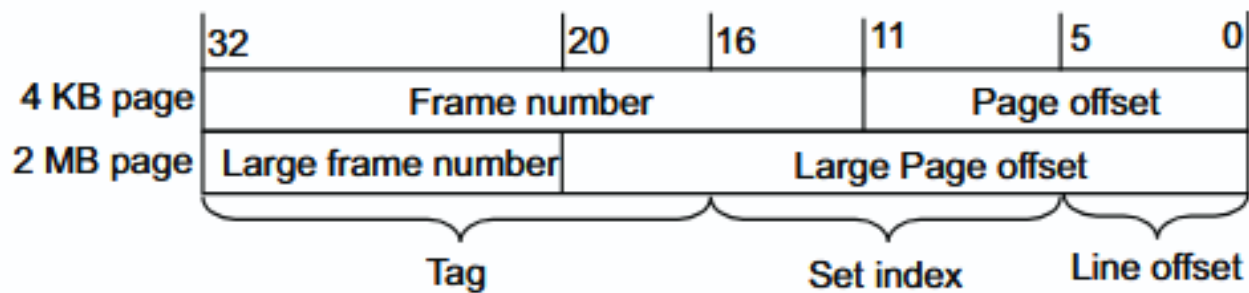 32 20 16 11 5 0
4 KB page Frame number Page offset
2 MB page Large frame number Large Page offset
Tag Set index Line offset